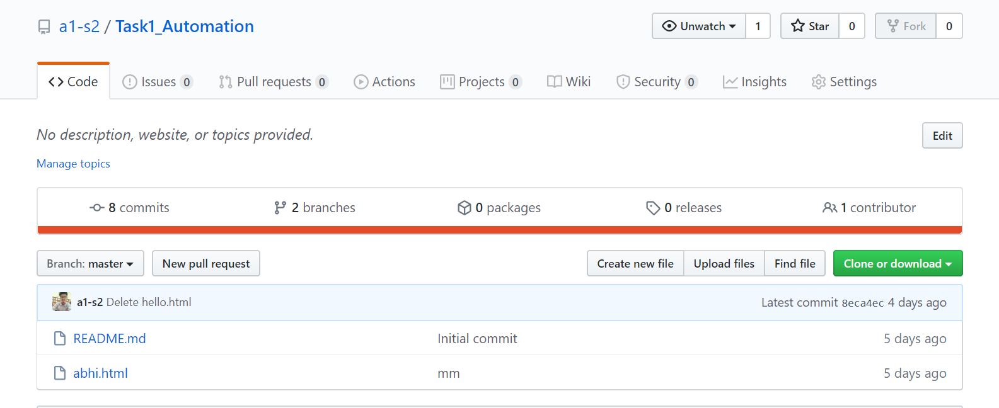 a1-s2 / Task1_Automation
Unwatch 1 Star 0 Fork 0
Code Issues 0 Pull requests 0 Actions Projects 0 Wiki Security 0 Insights Settings
No description, website, or topics provided. Edit
Manage topics
8 commits 2 branches 0 packages 0 releases 1 contributor
Branch: master New pull request Create new file Upload files Find file Clone or download
a1-s2 Delete hello.html Latest commit 8eca4ec 4 days ago
README.md Initial commit 5 days ago
abhi.html mm 5 days ago